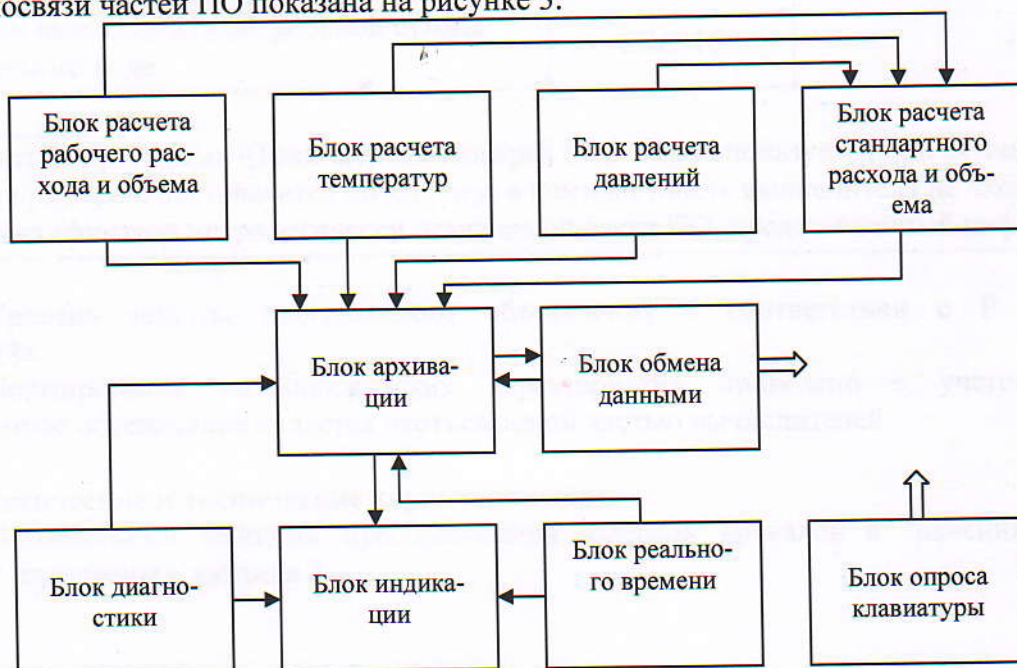 мосвязи частей ПО показана на рисунке 3.
Блок расчета
рабочего рас-
хода и объема
Блок расчета
температур
Блок расчета
давлений
Блок расчета
стандартного
расхода и объ-
ема
Блок архива-
ции
Блок обмена
данными
Блок диагно-
стики
Блок индика-
ции
Блок реально-
го времени
Блок опроса
клавиатуры